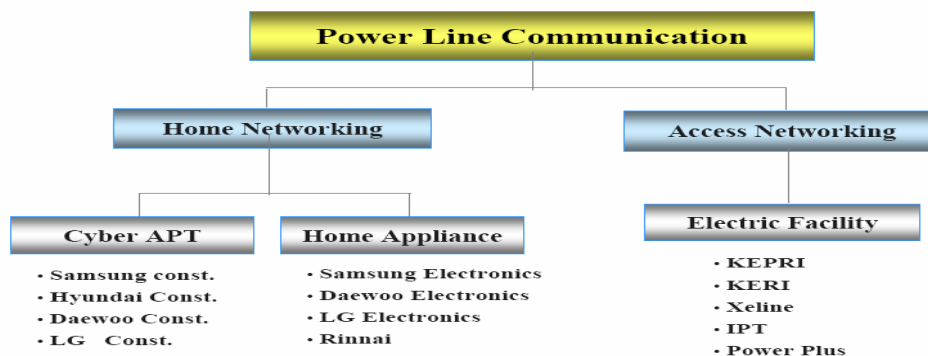 Power Line Communication
Home Networking
Access Networking
Cyber APT
Home Appliance
Electric Facility
• Samsung const.
• Hyundai Const.
• Daewoo Const.
• LG Const.
• Samsung Electronics
• Daewoo Electronics
• LG Electronics
• Rinnai
• KEPRI
• KERI
• Xeline
• IPT
• Power Plus